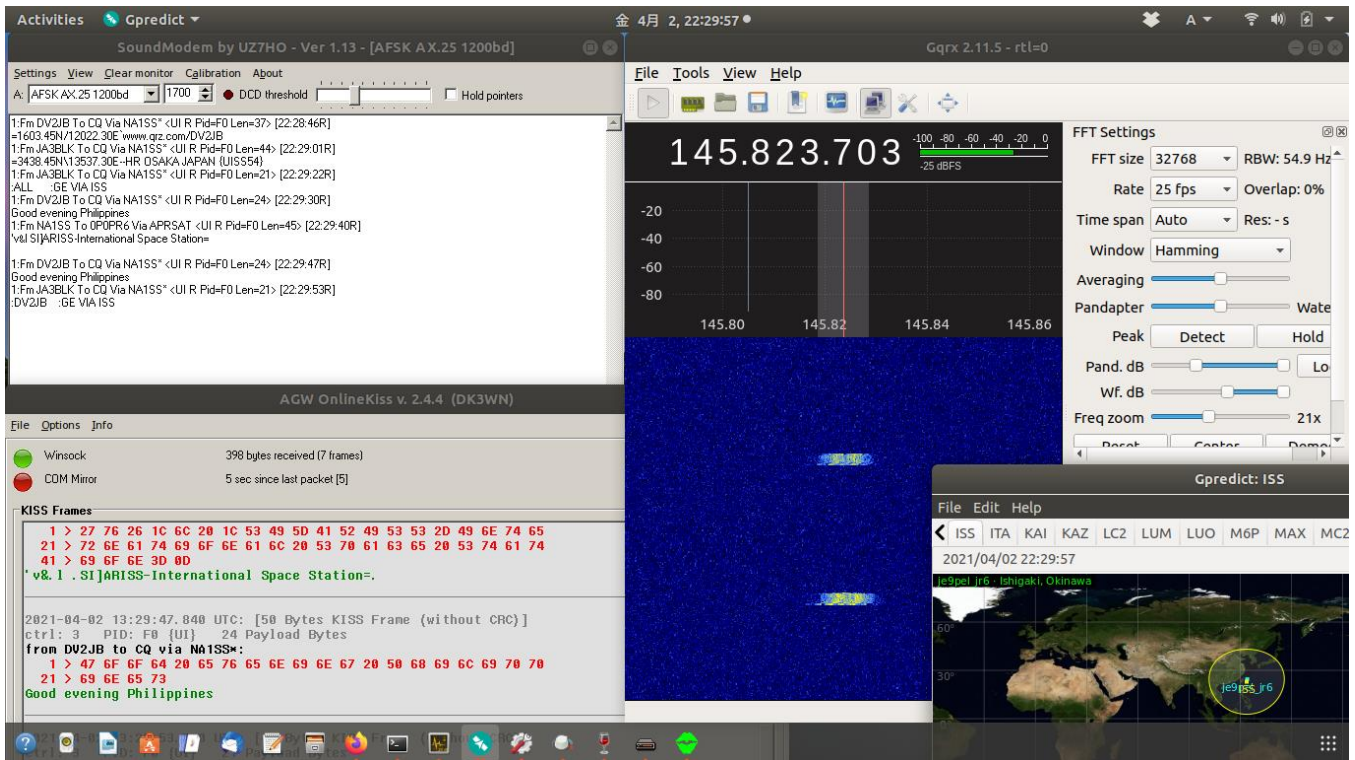 Activities Gpredict
金 4月 2, 22:29:57
A
SoundModem by UZ7HO - Ver 1.13 - [AFSK AX.25 1200bd]
Settings View Clear monitor Calibration About
A: AFSK AX.25 1200bd 1700 DCD threshold Hold pointers
1:Fm DV2JB To CQ Via NA1SS* <UI R Pid=F0 Len=37> [22:28:46R]
=1603.45N/12022.30E`www.qrz.com/DV2JB
1:Fm JA3BLK To CQ Via NA1SS* <UI R Pid=F0 Len=44> [22:29:01R]
=3438.45N\13537.30E--HR OSAKA JAPAN {UISS54}
1:Fm JA3BLK To CQ Via NA1SS* <UI R Pid=F0 Len=21> [22:29:22R]
:ALL :GE VIA ISS
1:Fm DV2JB To CQ Via NA1SS* <UI R Pid=F0 Len=24> [22:29:30R]
Good evening Philippines
1:Fm NA1SS To 0P0PR6 Via APRSAT <UI R Pid=F0 Len=45> [22:29:40R]
'v&l SI]ARISS-International Space Station=
1:Fm DV2JB To CQ Via NA1SS* <UI R Pid=F0 Len=24> [22:29:47R]
Good evening Philippines
1:Fm JA3BLK To CQ Via NA1SS* <UI R Pid=F0 Len=21> [22:29:53R]
:DV2JB :GE VIA ISS
AGW OnlineKiss v. 2.4.4 (DK3WN)
File Options Info
Winsock 398 bytes received (7 frames)
COM Mirror 5 sec since last packet [5]
KISS Frames
1 > 27 76 26 1C 6C 20 1C 53 49 5D 41 52 49 53 53 2D 49 6E 74 65
21 > 72 6E 61 74 69 6F 6E 61 6C 20 53 70 61 63 65 20 53 74 61 74
41 > 69 6F 6E 3D 0D
'v&.l .SI]ARISS-International Space Station=.
2021-04-02 13:29:47.840 UTC: [50 Bytes KISS Frame (without CRC)]
ctrl: 3 PID: F0 {UI} 24 Payload Bytes
from DV2JB to CQ via NA1SS*:
1 > 47 6F 6F 64 20 65 76 65 6E 69 6E 67 20 50 68 69 6C 69 70 70
21 > 69 6E 65 73
Good evening Philippines
Gqrx 2.11.5 - rtl=0
File Tools View Help
145.823.703
-100 -80 -60 -40 -20 0
-25 dBFS
-20
-40
-60
-80
145.80 145.82 145.84 145.86
FFT Settings
FFT size 32768 RBW: 54.9 Hz
Rate 25 fps Overlap: 0%
Time span Auto Res: - s
Window Hamming
Averaging
Pandapter Wate
Peak Detect Hold
Pand. dB Lo
Wf. dB
Freq zoom 21x
Reset Center Demo
Gpredict: ISS
File Edit Help
ISS ITA KAI KAZ LC2 LUM LUO M6P MAX MC2
2021/04/02 22:29:57
je9pel_jr6 - Ishigaki, Okinawa
60°
30°